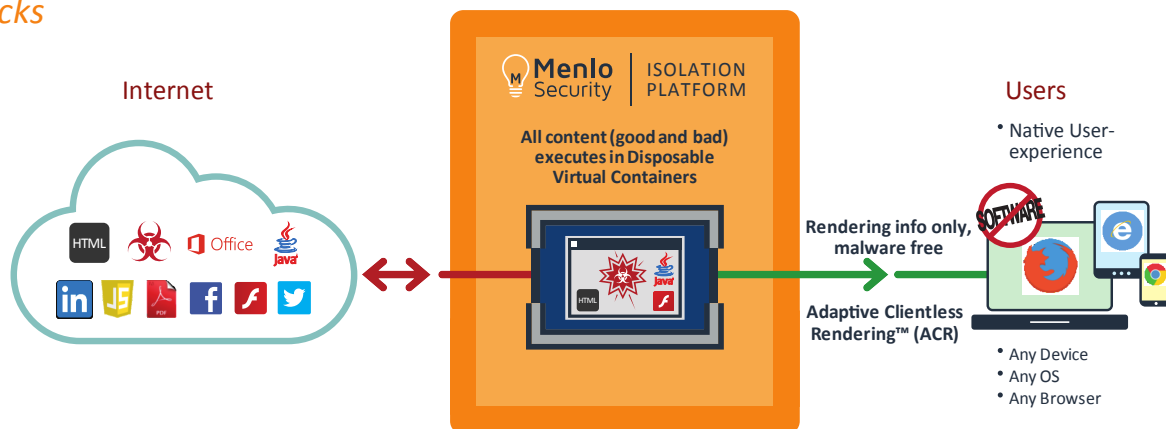 cks
Internet
HTML
Office
Java
in
JS
PDF
f
M
Menlo
Security
ISOLATION
PLATFORM
All content (good and bad)
executes in Disposable
Virtual Containers
HTML
Java
Rendering info only,
malware free
Adaptive Clientless
Rendering™ (ACR)
Users
• Native User-
experience
SOFTWARE
e
• Any Device
• Any OS
• Any Browser